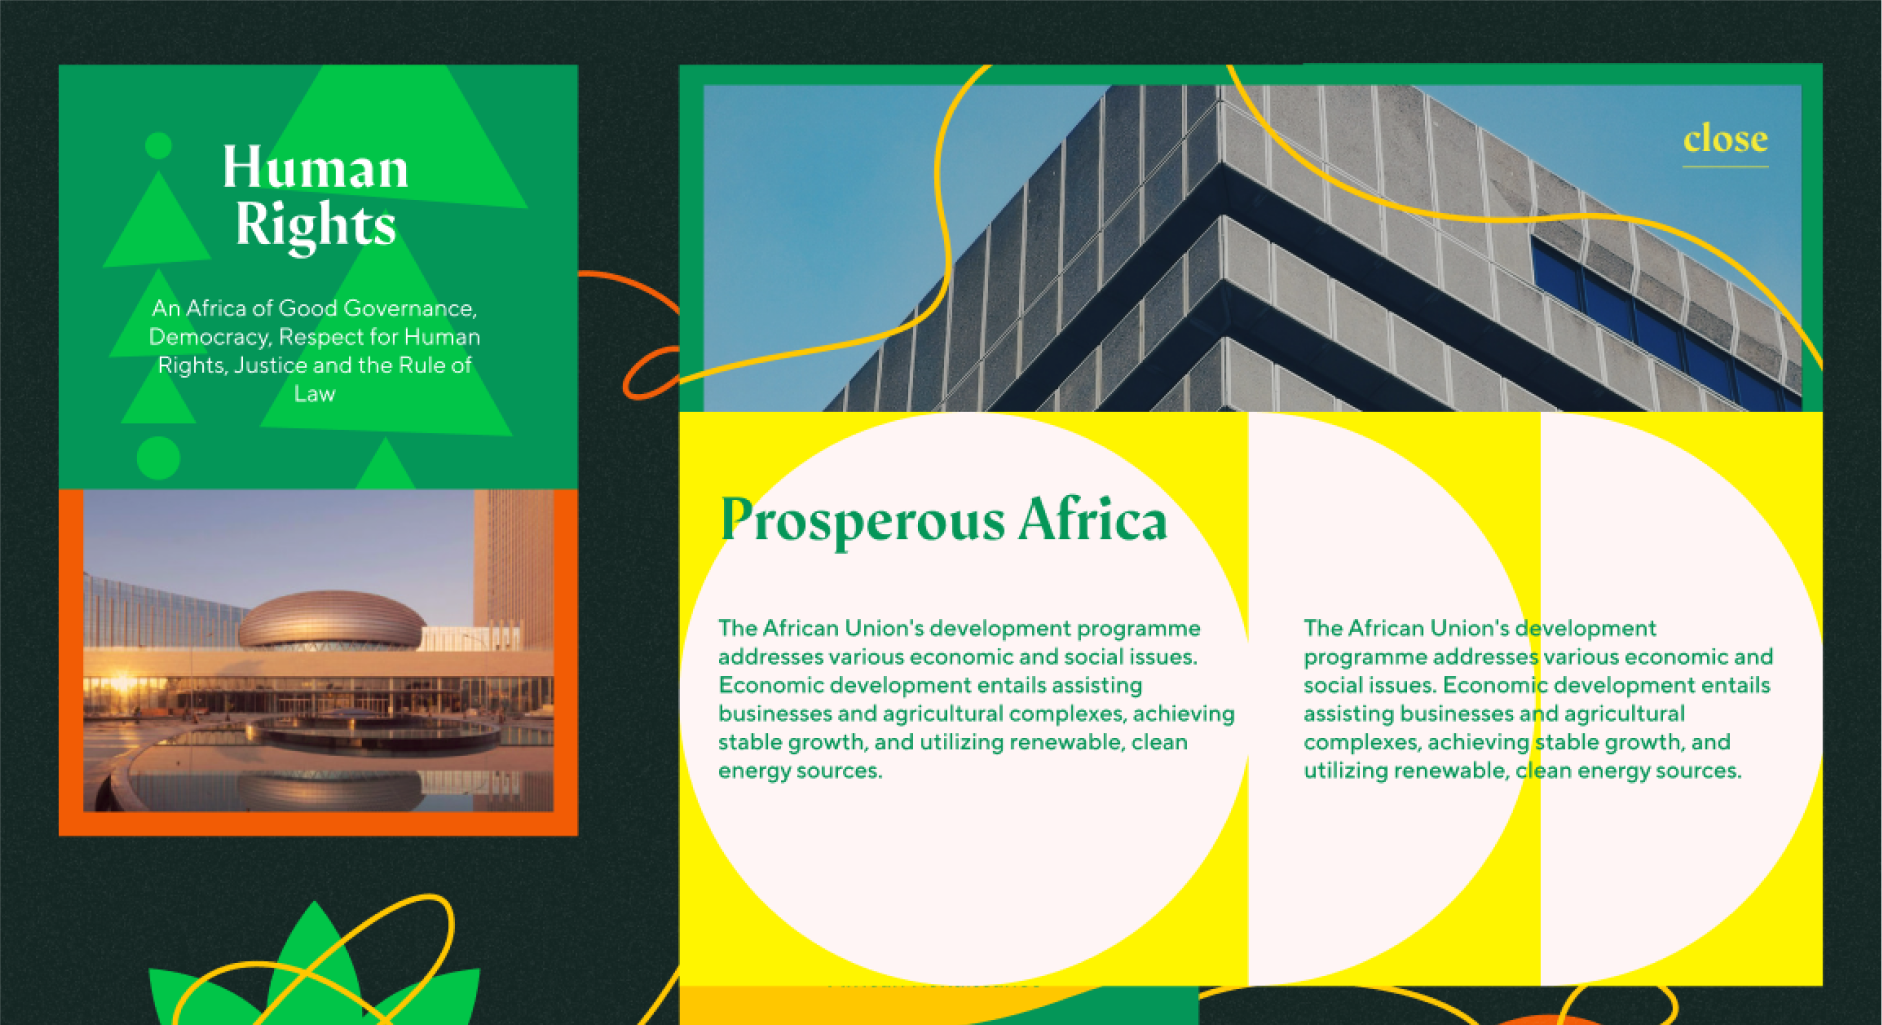 Human
Rights
An Africa of Good Governance,
Democracy, Respect for Human
Rights, Justice and the Rule of
Law
close
Prosperous Africa
The African Union's development programme
addresses various economic and social issues.
Economic development entails assisting
businesses and agricultural complexes, achieving
stable growth, and utilizing renewable, clean
energy sources.
The African Union's development
programme addresses various economic and
social issues. Economic development entails
assisting businesses and agricultural
complexes, achieving stable growth, and
utilizing renewable, clean energy sources.